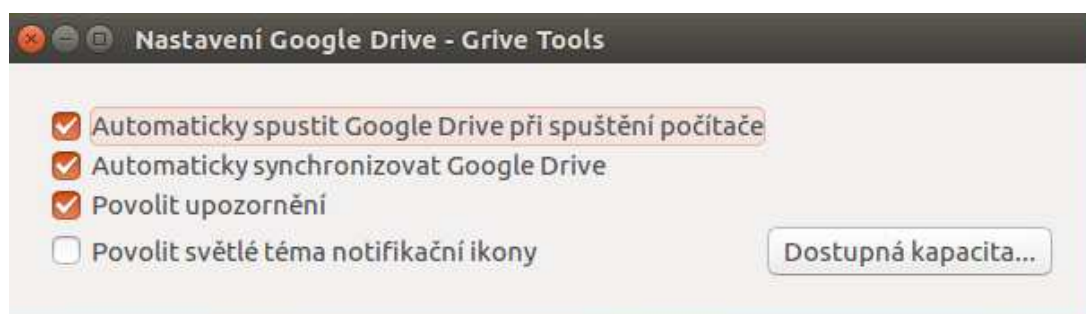 Nastavení Google Drive - Grive Tools
Automaticky spustit Google Drive při spuštění počítače
Automaticky synchronizovat Google Drive
Povolit upozornění
Povolit světlé téma notifikační ikony
Dostupná kapacita...